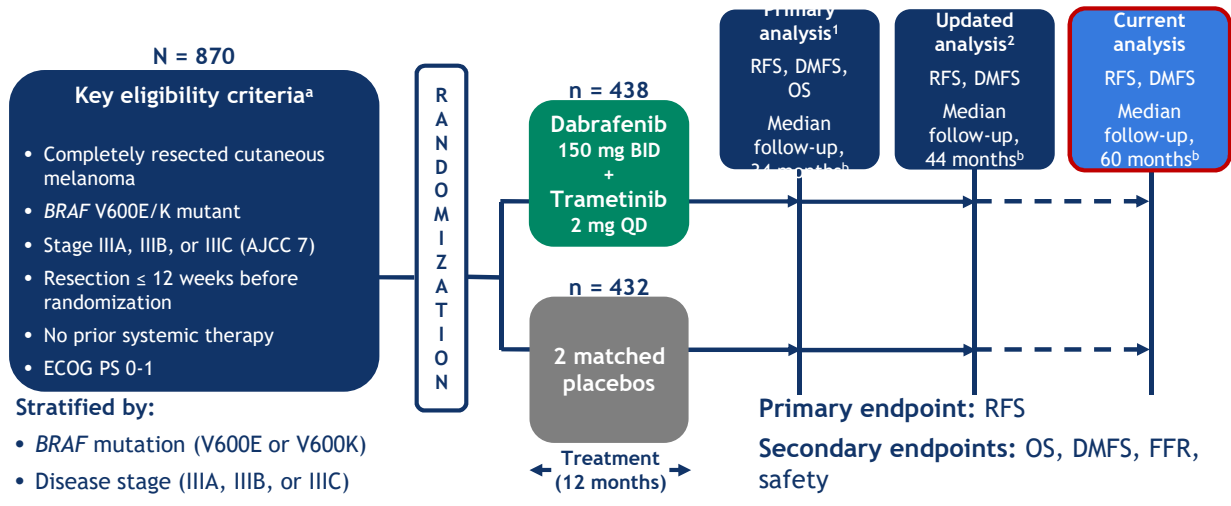 N = 870
Key eligibility criteriaᵃ
• Completely resected cutaneous
melanoma
• BRAF V600E/K mutant
• Stage IIIA, IIIB, or IIIC (AJCC 7)
• Resection ≤ 12 weeks before
randomization
• No prior systemic therapy
• ECOG PS 0-1
Stratified by:
• BRAF mutation (V600E or V600K)
• Disease stage (IIIA, IIIB, or IIIC)
RANDOMIZATION
n = 438
Dabrafenib
150 mg BID
+
Trametinib
2 mg QD
n = 432
2 matched
placebos
Treatment
(12 months)
Primary
analysis¹
RFS, DMFS,
OS
Median
follow-up,
34 monthsᵇ
Updated
analysis²
RFS, DMFS
Median
follow-up,
44 monthsᵇ
Current
analysis
RFS, DMFS
Median
follow-up,
60 monthsᵇ
Primary endpoint: RFS
Secondary endpoints: OS, DMFS, FFR,
safety